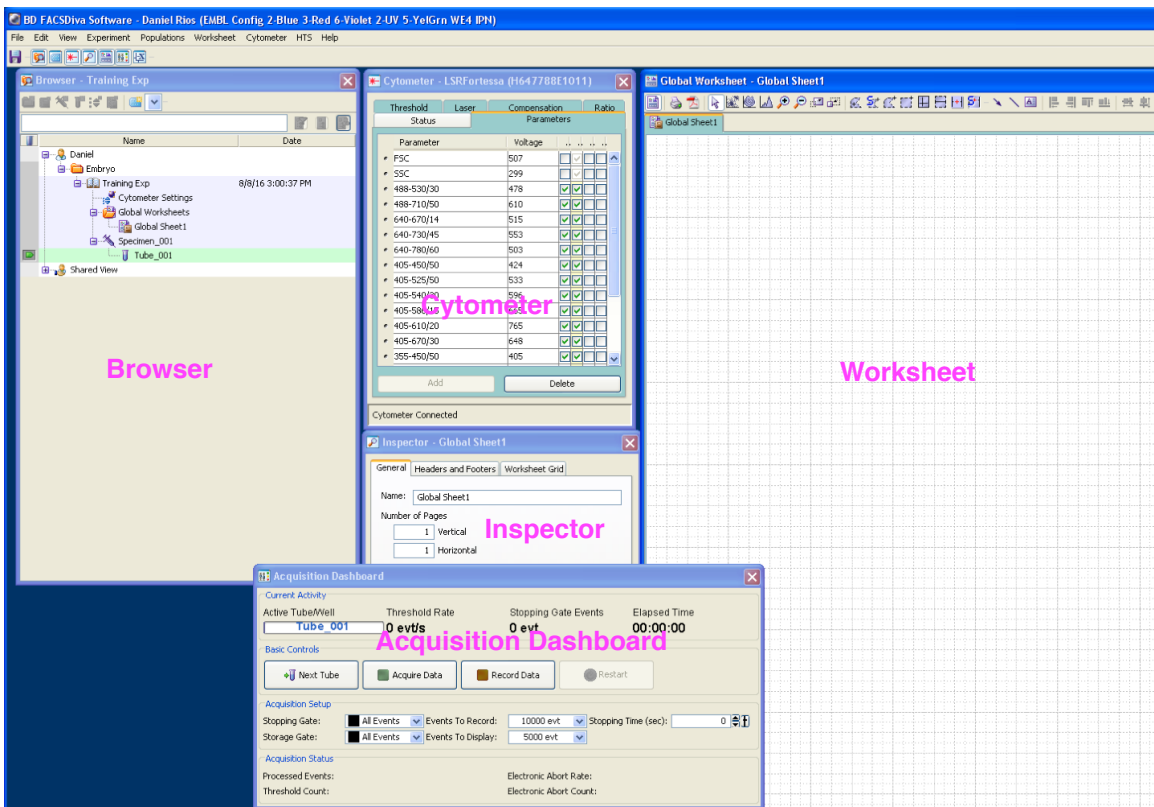 BD FACSDiva Software - Daniel Rios (EMBL Config 2-Blue 3-Red 6-Violet 2-UV 5-YelGrn WE4 IPN)
File Edit View Experiment Populations Worksheet Cytometer HTS Help
Browser - Training Exp
Name Date
Daniel
Embryo
Training Exp 8/8/16 3:00:37 PM
Cytometer Settings
Global Worksheets
Global Sheet1
Specimen_001
Tube_001
Shared View
Browser
Cytometer - LSRFortessa (H647788E1011)
Threshold Laser Compensation Ratio
Status Parameters
Parameter Voltage .. .. .. ..
FSC 507
SSC 299
488-530/30 478
488-710/50 610
640-670/14 515
640-730/45 553
640-780/60 503
405-450/50 424
405-525/50 533
405-540/ 596
405-586/15
405-610/20 765
405-670/30 648
355-450/50 405
Cytometer
Add Delete
Cytometer Connected
Inspector - Global Sheet1
General Headers and Footers Worksheet Grid
Name: Global Sheet1
Number of Pages
1 Vertical
1 Horizontal
Inspector
Global Worksheet - Global Sheet1
Global Sheet1
Worksheet
Acquisition Dashboard
Current Activity
Active Tube/Well Threshold Rate Stopping Gate Events Elapsed Time
Tube_001 0 evt/s 0 evt 00:00:00
Acquisition Dashboard
Basic Controls
Next Tube Acquire Data Record Data Restart
Acquisition Setup
Stopping Gate: All Events Events To Record: 10000 evt Stopping Time (sec): 0
Storage Gate: All Events Events To Display: 5000 evt
Acquisition Status
Processed Events: Electronic Abort Rate:
Threshold Count: Electronic Abort Count: